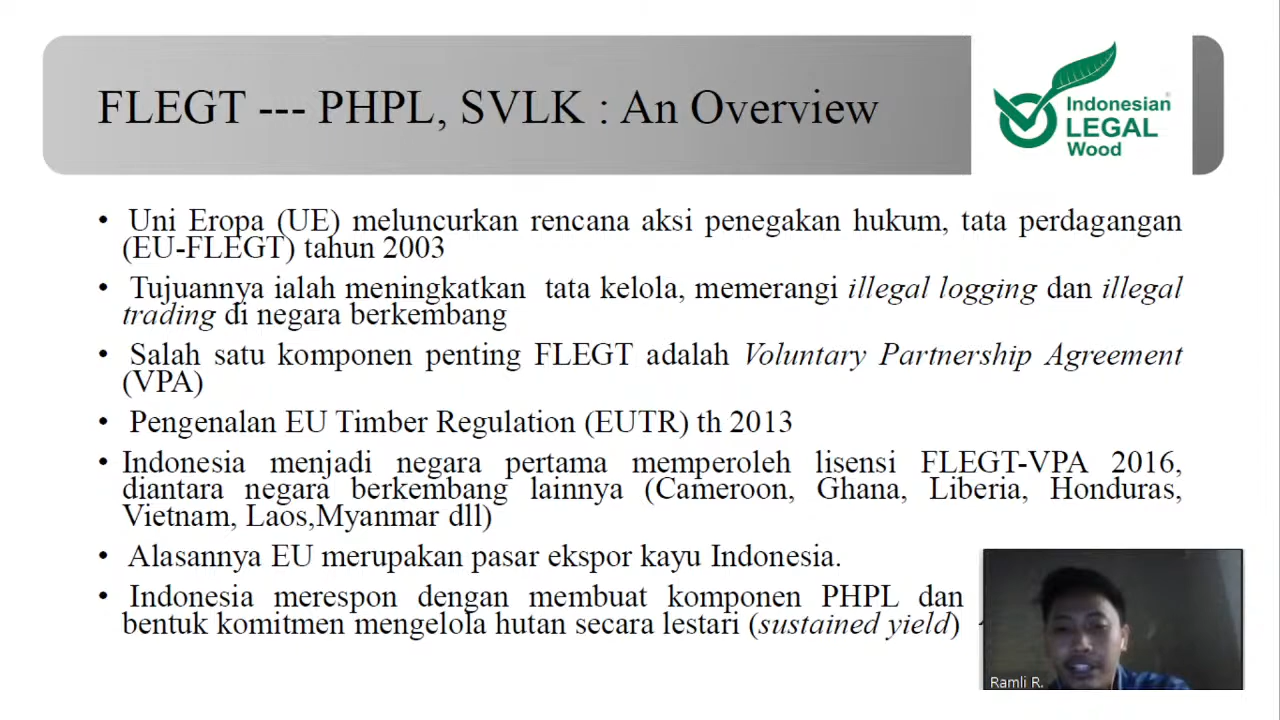 FLEGT --- PHPL, SVLK : An Overview
Indonesian
LEGAL
Wood
• Uni Eropa (UE) meluncurkan rencana aksi penegakan hukum, tata perdagangan
(EU-FLEGT) tahun 2003
• Tujuannya ialah meningkatkan tata kelola, memerangi illegal logging dan illegal
trading di negara berkembang
• Salah satu komponen penting FLEGT adalah Voluntary Partnership Agreement
(VPA)
• Pengenalan EU Timber Regulation (EUTR) th 2013
• Indonesia menjadi negara pertama memperoleh lisensi FLEGT-VPA 2016,
diantara negara berkembang lainnya (Cameroon, Ghana, Liberia, Honduras,
Vietnam, Laos,Myanmar dll)
• Alasannya EU merupakan pasar ekspor kayu Indonesia.
• Indonesia merespon dengan membuat komponen PHPL dan
bentuk komitmen mengelola hutan secara lestari (sustained yield)
Ramli R.